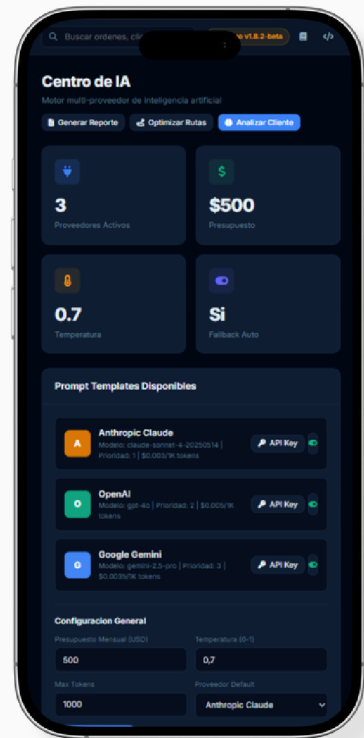 Buscar ordenes, cli
v1.8.2-beta
</>
Centro de IA
Motor multi-proveedor de inteligencia artificial
Generar Reporte
Optimizar Rutas
Analizar Cliente
3
Proveedores Activos
$
$500
Presupuesto
0.7
Temperatura
Si
Fallback Auto
Prompt Templates Disponibles
A
Anthropic Claude
Modelo: claude-sonnet-4-20250514 |
Prioridad: 1 | $0.003/1K tokens
API Key
O
OpenAI
Modelo: gpt-4o | Prioridad: 2 | $0.005/1K
tokens
API Key
G
Google Gemini
Modelo: gemini-2.5-pro | Prioridad: 3 |
$0.0035/1K tokens
API Key
Configuracion General
Presupuesto Mensual (USD)
Temperatura (0-1)
500
0,7
Max Tokens
Proveedor Default
1000
Anthropic Claude